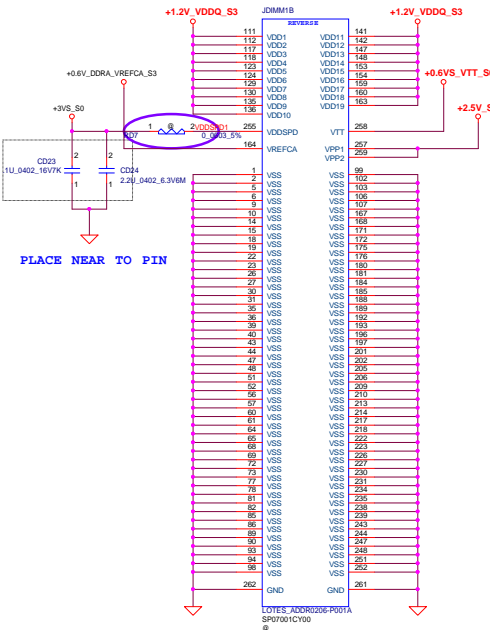 +1.2V_VDDQ_S3 JDIMM1B +1.2V_VDDQ_S3
REVERSE
111 VDD1 VDD11 141
112 VDD2 VDD12 142
117 VDD3 VDD13 147
118 VDD4 VDD14 148
123 VDD5 VDD15 153
124 VDD6 VDD16 154
129 VDD7 VDD17 159
130 VDD8 VDD18 160
135 VDD9 VDD19 163
136 VDD10
+0.6V_DDRA_VREFCA_S3
+0.6VS_VTT_S0
+3VS_S0
+2.5V_S
1 @ 2 VDDSPD1 255 VDDSPD VTT 258
RD7 0_0603_5%
164 VREFCA VPP1 257
VPP2 259
CD23
.1U_0402_16V7K
2
1
2
1
CD24
2.2U_0402_6.3V6M
PLACE NEAR TO PIN
1 VSS VSS 99
2 VSS VSS 102
5 VSS VSS 103
6 VSS VSS 106
9 VSS VSS 107
10 VSS VSS 167
14 VSS VSS 168
15 VSS VSS 171
18 VSS VSS 172
19 VSS VSS 175
22 VSS VSS 176
23 VSS VSS 180
26 VSS VSS 181
27 VSS VSS 184
30 VSS VSS 185
31 VSS VSS 188
35 VSS VSS 189
36 VSS VSS 192
39 VSS VSS 193
40 VSS VSS 196
43 VSS VSS 197
44 VSS VSS 201
47 VSS VSS 202
48 VSS VSS 205
51 VSS VSS 206
52 VSS VSS 209
56 VSS VSS 210
57 VSS VSS 213
60 VSS VSS 214
61 VSS VSS 217
64 VSS VSS 218
65 VSS VSS 222
68 VSS VSS 223
69 VSS VSS 226
72 VSS VSS 227
73 VSS VSS 230
77 VSS VSS 231
78 VSS VSS 234
81 VSS VSS 235
82 VSS VSS 238
85 VSS VSS 239
86 VSS VSS 243
89 VSS VSS 244
90 VSS VSS 247
93 VSS VSS 248
94 VSS VSS 251
98 VSS VSS 252
262 GND GND 261
LOTES_ADDR0206-P001A
SP07001CY00
@